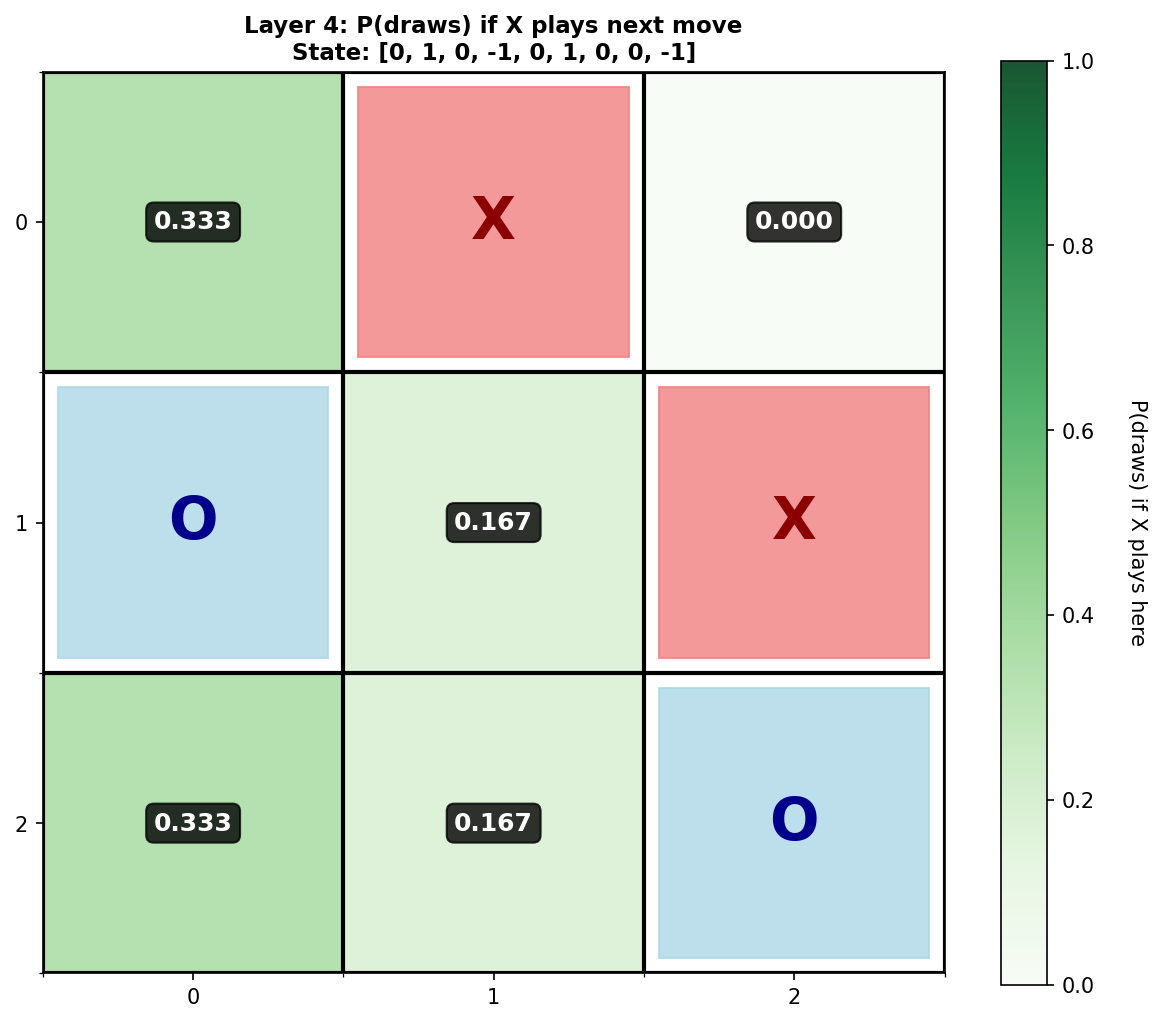 Layer 4: P(draws) if X plays next move
State: [0, 1, 0, -1, 0, 1, 0, 0, -1]
0.333
X
0.000
O
0.167
X
0.333
0.167
O
0
1
2
0
1
2
1.0
0.8
0.6
0.4
0.2
0.0
P(draws) if X plays here